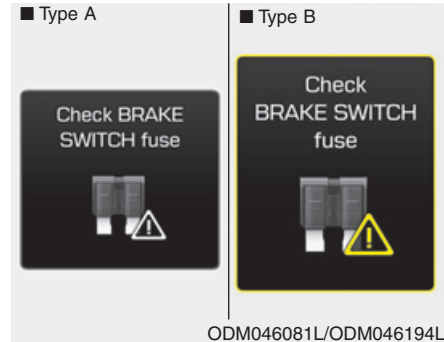 ■ Type A
Check BRAKE
SWITCH fuse
■ Type B
Check
BRAKE SWITCH
fuse
ODM046081L/ODM046194L